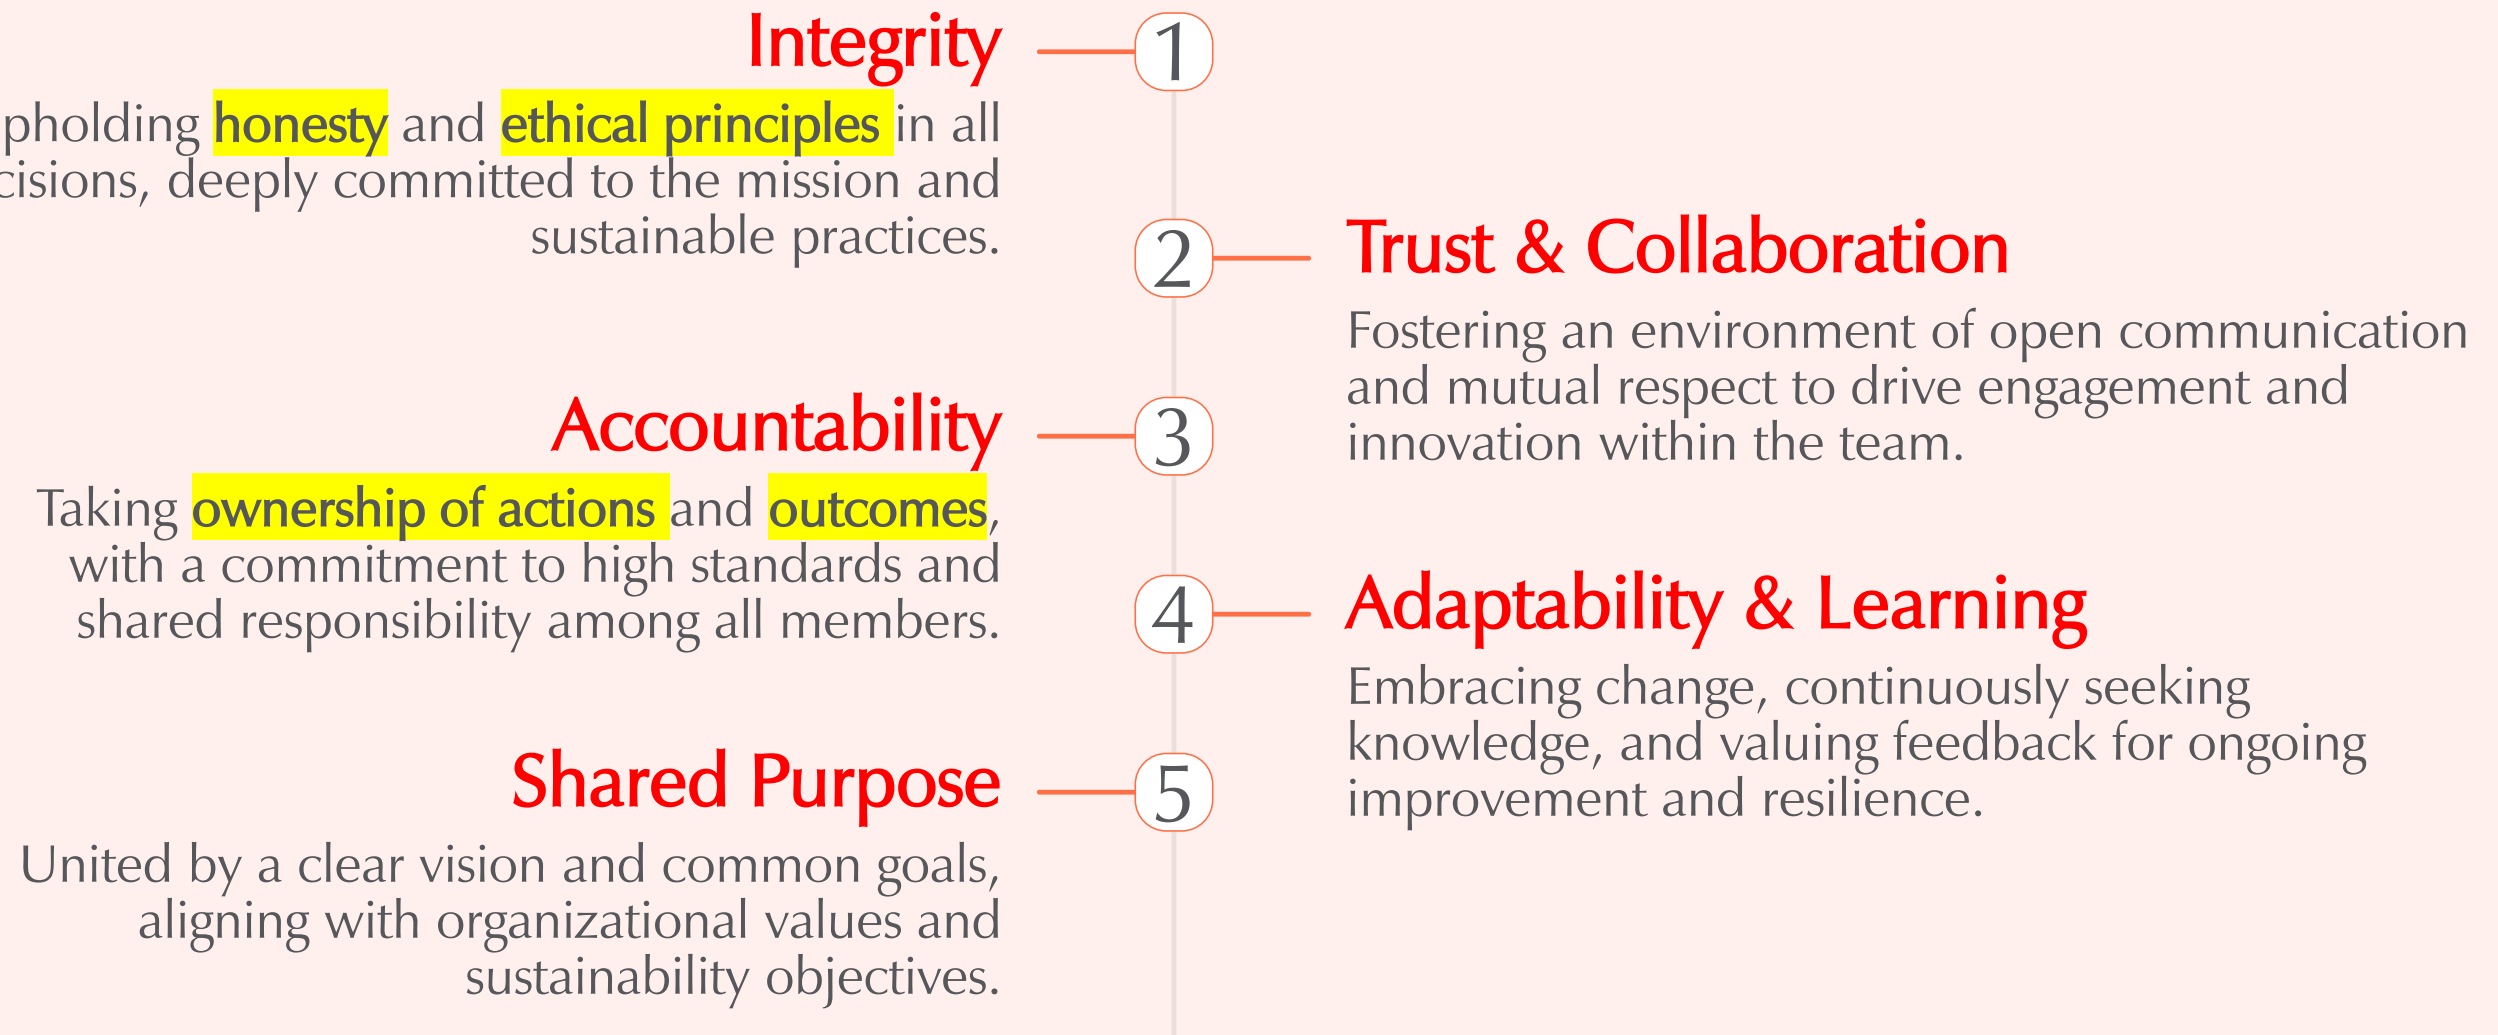 Integrity
1
pholding honesty and ethical principles in all
cisions, deeply committed to the mission and
sustainable practices.
2
Trust & Collaboration
Fostering an environment of open communication
and mutual respect to drive engagement and
innovation within the team.
Accountability
3
Taking ownership of actions and outcomes,
with a commitment to high standards and
shared responsibility among all members.
4
Adaptability & Learning
Embracing change, continuously seeking
knowledge, and valuing feedback for ongoing
improvement and resilience.
Shared Purpose
5
United by a clear vision and common goals,
aligning with organizational values and
sustainability objectives.